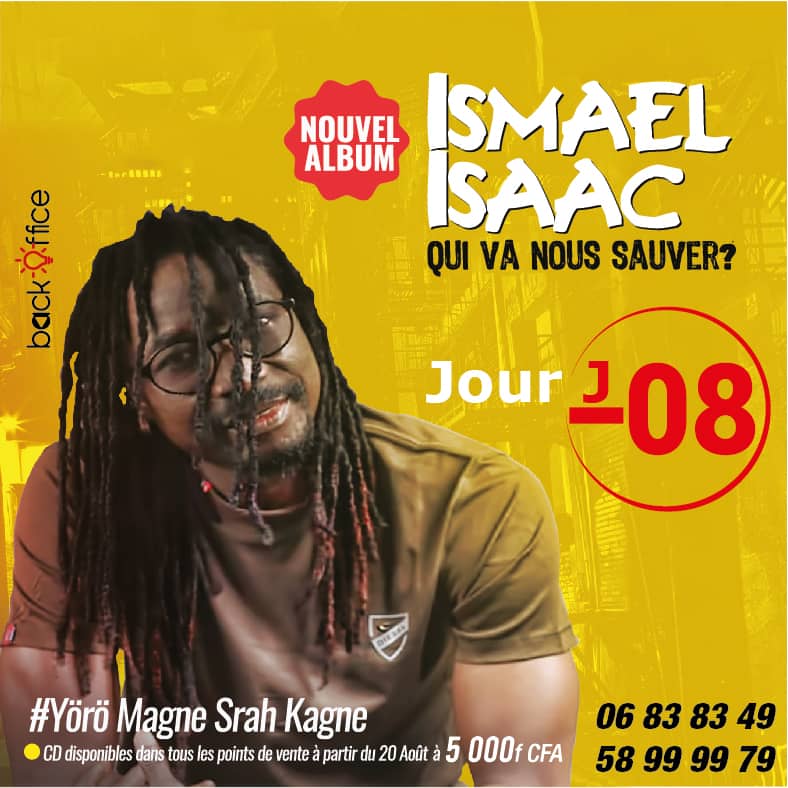 NOUVEL
ALBUM
ISMAEL
ISAAC
QUI VA NOUS SAUVER?
back office
Jour J-08
#Yörö Magne Srah Kagne
CD disponibles dans tous les points de vente à partir du 20 Août à 5 000f CFA
06 83 83 49
58 99 99 79